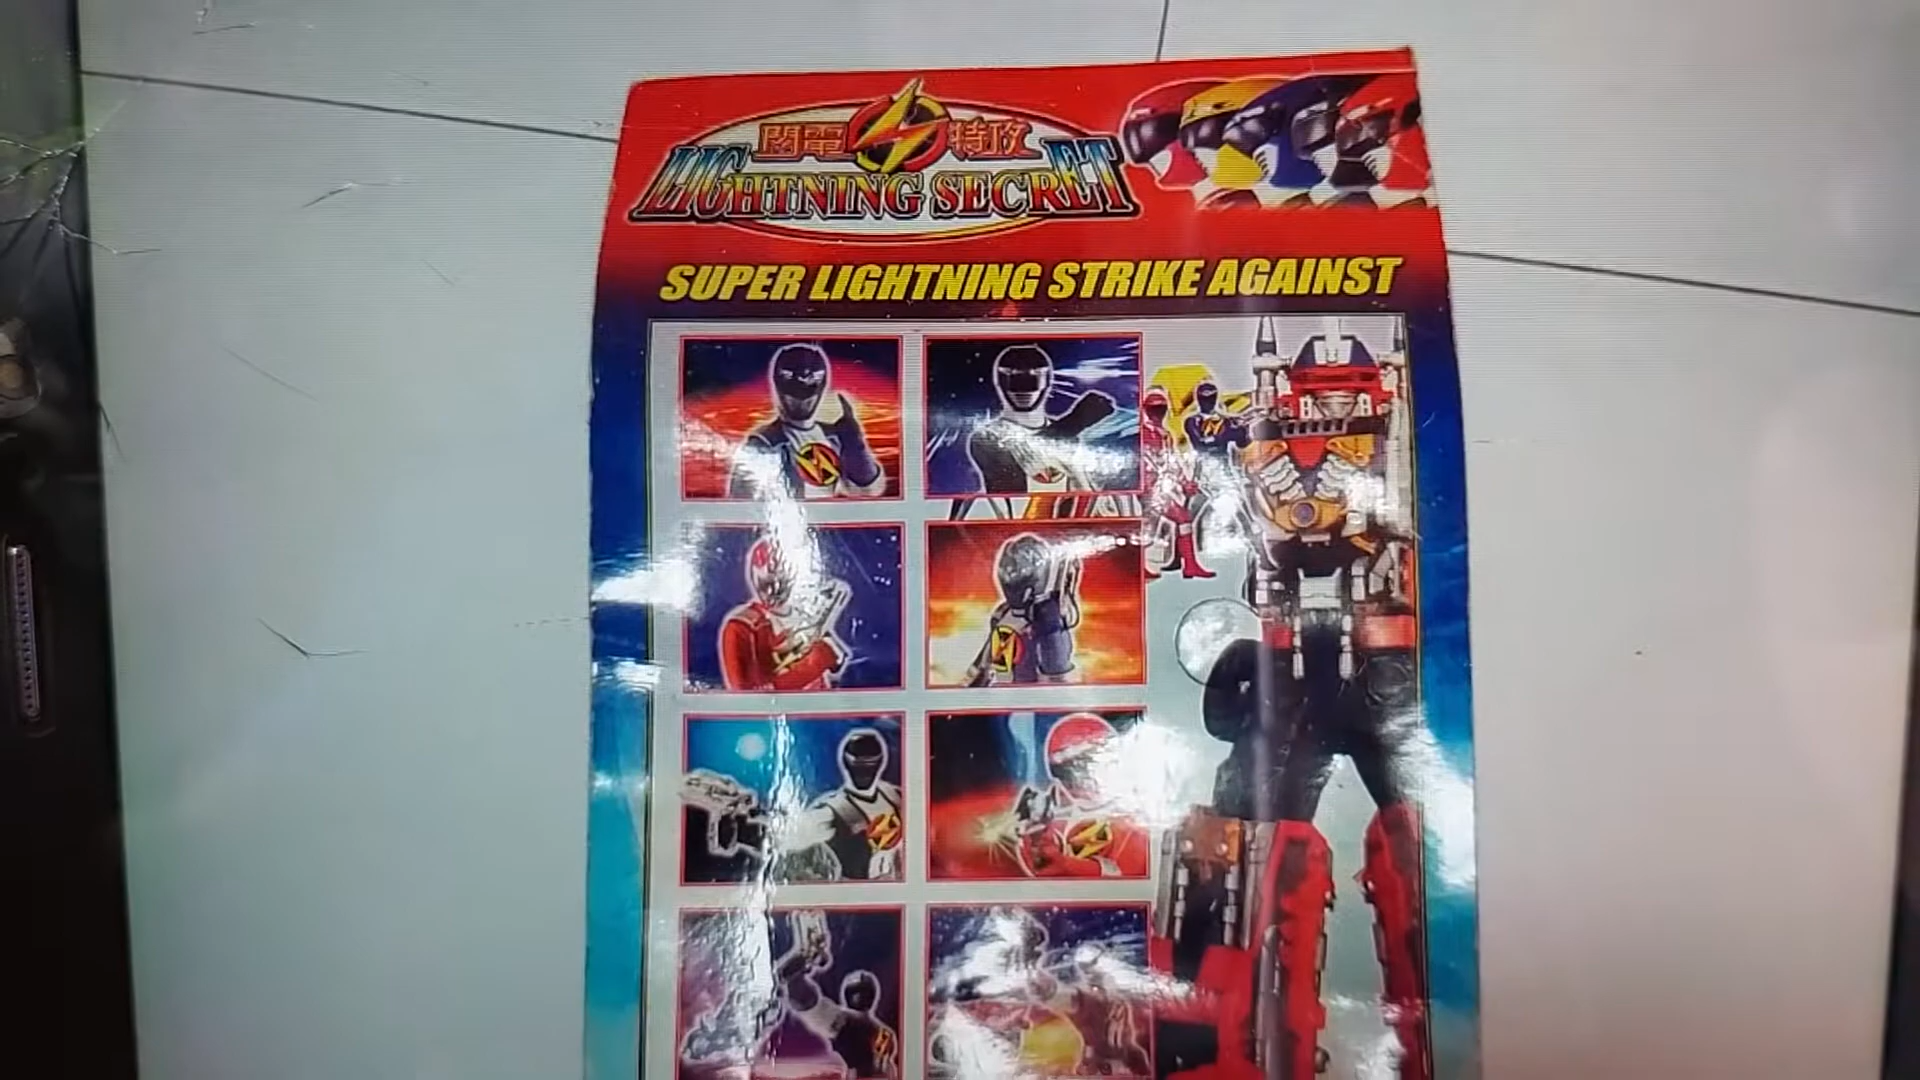 閃電 特攻
LIGHTNING SECRET
SUPER LIGHTNING STRIKE AGAINST